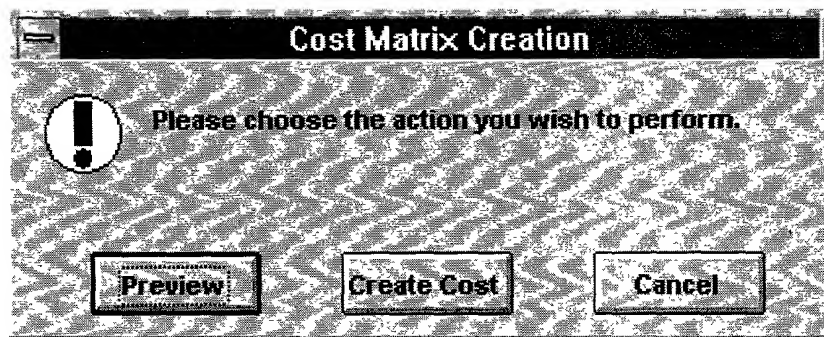 Cost Matrix Creation
Please choose the action you wish to perform.
Preview Create Cost Cancel